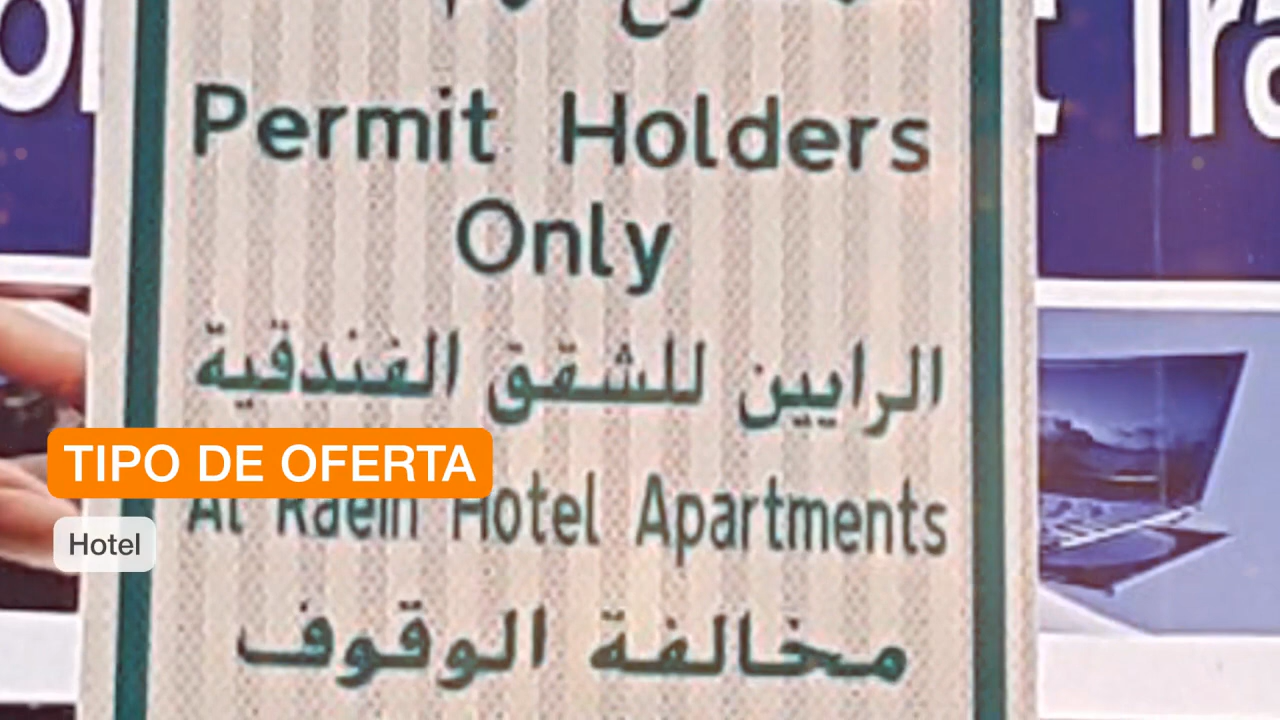 Permit Holders
Only
الرايين للشقق الفندقية
TIPO DE OFERTA
Al Raein Hotel Apartments
Hotel
مخالفة الوقوف